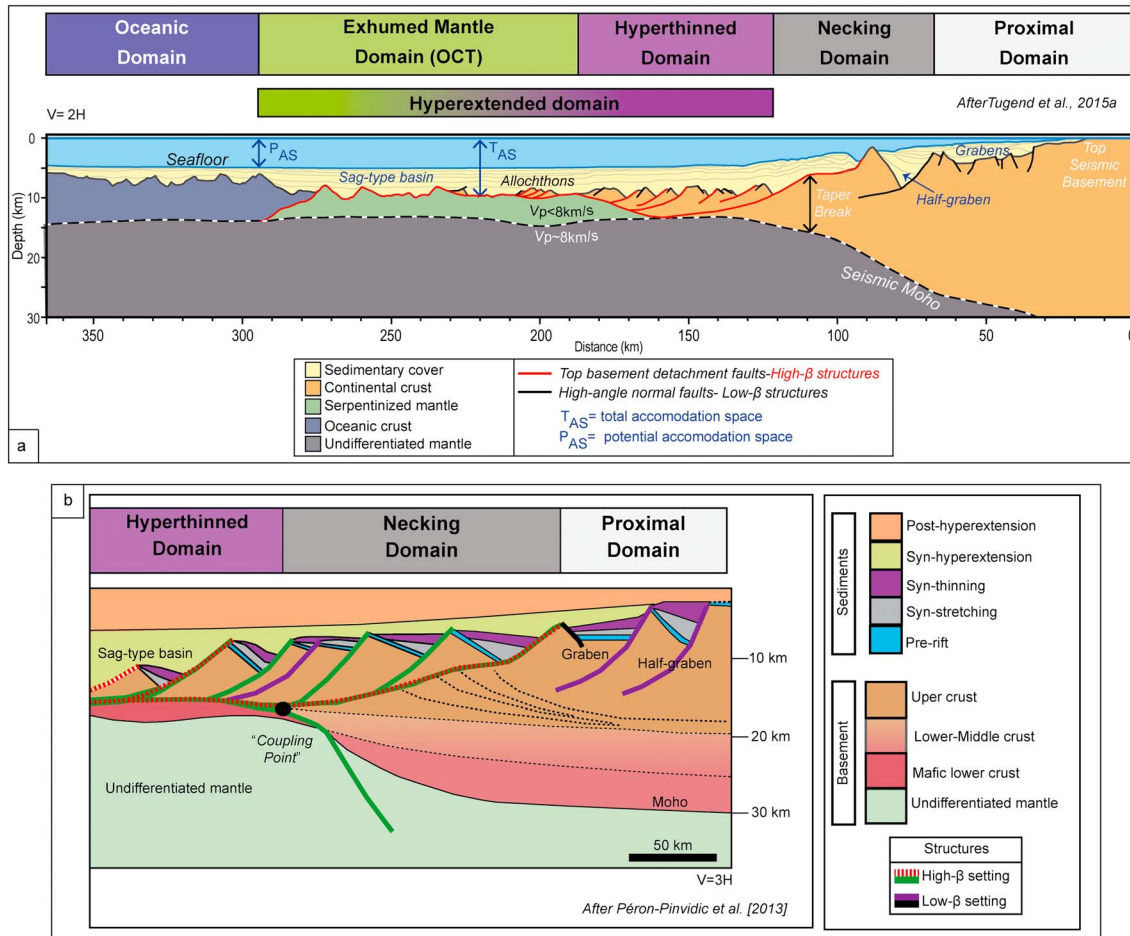 Oceanic
Domain
Exhumed Mantle
Domain (OCT)
Hyperthinned
Domain
Necking
Domain
Proximal
Domain
Hyperextended domain
AfterTugend et al., 2015a
V= 2H
0
10
20
30
Depth (km)
Seafloor
PAS
TAS
Sag-type basin
Allochthons
Vp<8km/s
Vp~8km/s
Taper
Break
Grabens
Half-graben
Top
Seismic
Basement
Seismic Moho
350
300
250
200
150
100
50
Distance (km)
Sedimentary cover
Continental crust
Serpentinized mantle
Oceanic crust
Undifferentiated mantle
Top basement detachment faults-High-β structures
High-angle normal faults- Low-β structures
TAS= total accomodation space
PAS= potential accomodation space
a
b
Hyperthinned
Domain
Necking
Domain
Proximal
Domain
Sag-type basin
Graben
Half-graben
10 km
20 km
30 km
"Coupling
Point"
Undifferentiated mantle
Moho
50 km
V=3H
After Péron-Pinvidic et al. [2013]
Sediments
Post-hyperextension
Syn-hyperextension
Syn-thinning
Syn-stretching
Pre-rift
Basement
Uper crust
Lower-Middle crust
Mafic lower crust
Undifferentiated mantle
Structures
High-β setting
Low-β setting